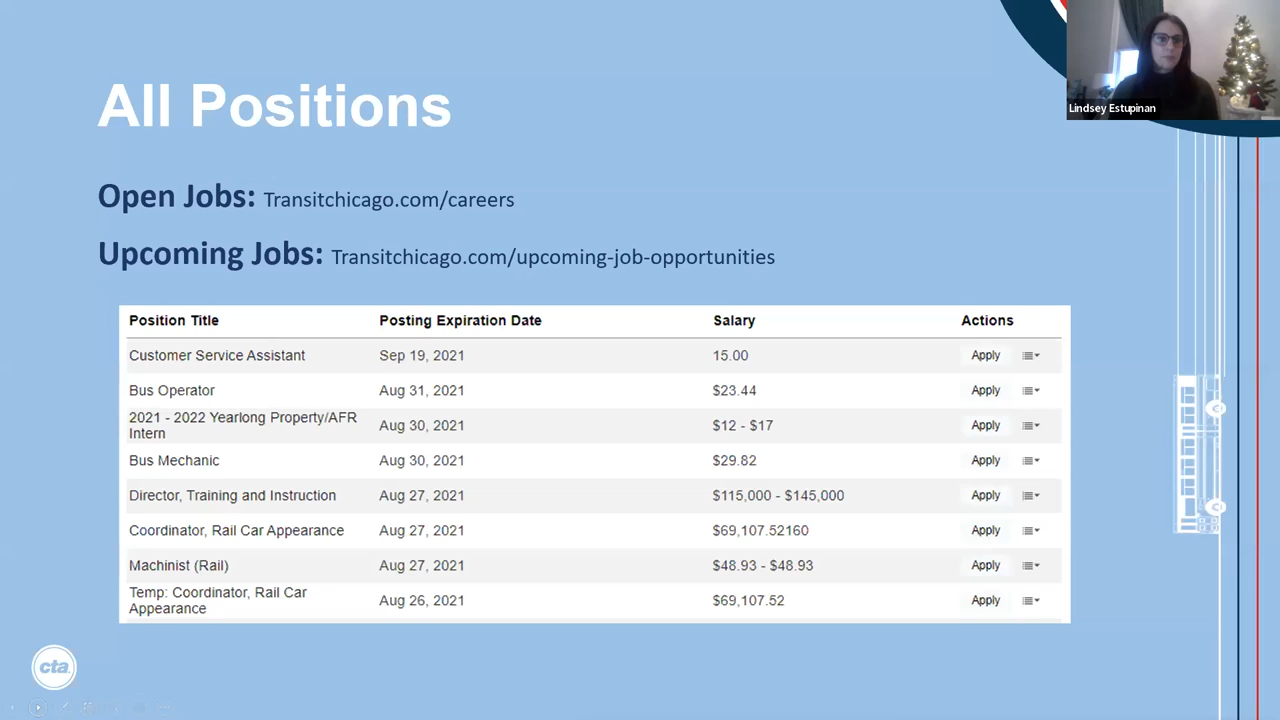 Lindsey Estupinan
All Positions
Open Jobs: Transitchicago.com/careers
Upcoming Jobs: Transitchicago.com/upcoming-job-opportunities
Position Title Posting Expiration Date Salary Actions
Customer Service Assistant Sep 19, 2021 15.00 Apply
Bus Operator Aug 31, 2021 $23.44 Apply
2021 - 2022 Yearlong Property/AFR
Intern Aug 30, 2021 $12 - $17 Apply
Bus Mechanic Aug 30, 2021 $29.82 Apply
Director, Training and Instruction Aug 27, 2021 $115,000 - $145,000 Apply
Coordinator, Rail Car Appearance Aug 27, 2021 $69,107.52160 Apply
Machinist (Rail) Aug 27, 2021 $48.93 - $48.93 Apply
Temp: Coordinator, Rail Car
Appearance Aug 26, 2021 $69,107.52 Apply
cta